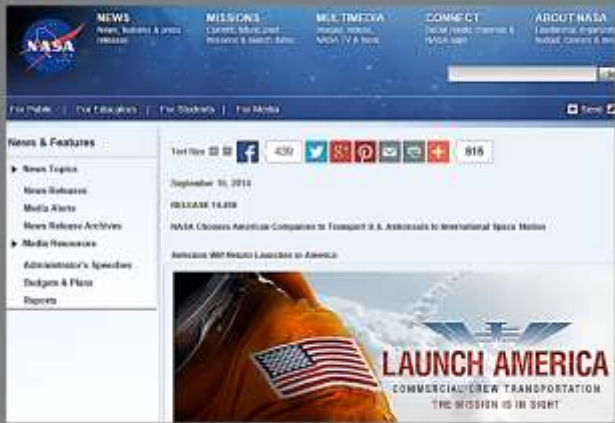 NASA
NEWS
News, features & press
releases
MISSIONS
Current, future, past
missions & launch dates
MULTIMEDIA
Images, videos,
NASA TV & more
CONNECT
Social media channels &
NASA apps
ABOUT NASA
Leadership, organization,
budget, careers &
For Public | For Educators | For Students | For Media
Send
News & Features
News Topics
News Releases
Media Alerts
News Release Archives
Media Resources
Administrator's Speeches
Budgets & Plans
Reports
Text Size
439
816
September 16, 2014
RELEASE
NASA Chooses American Companies to Transport U.S. Astronauts to International Space Station
Selection Will Return Launches to America
LAUNCH AMERICA
COMMERCIAL CREW TRANSPORTATION
THE MISSION IS IN SIGHT